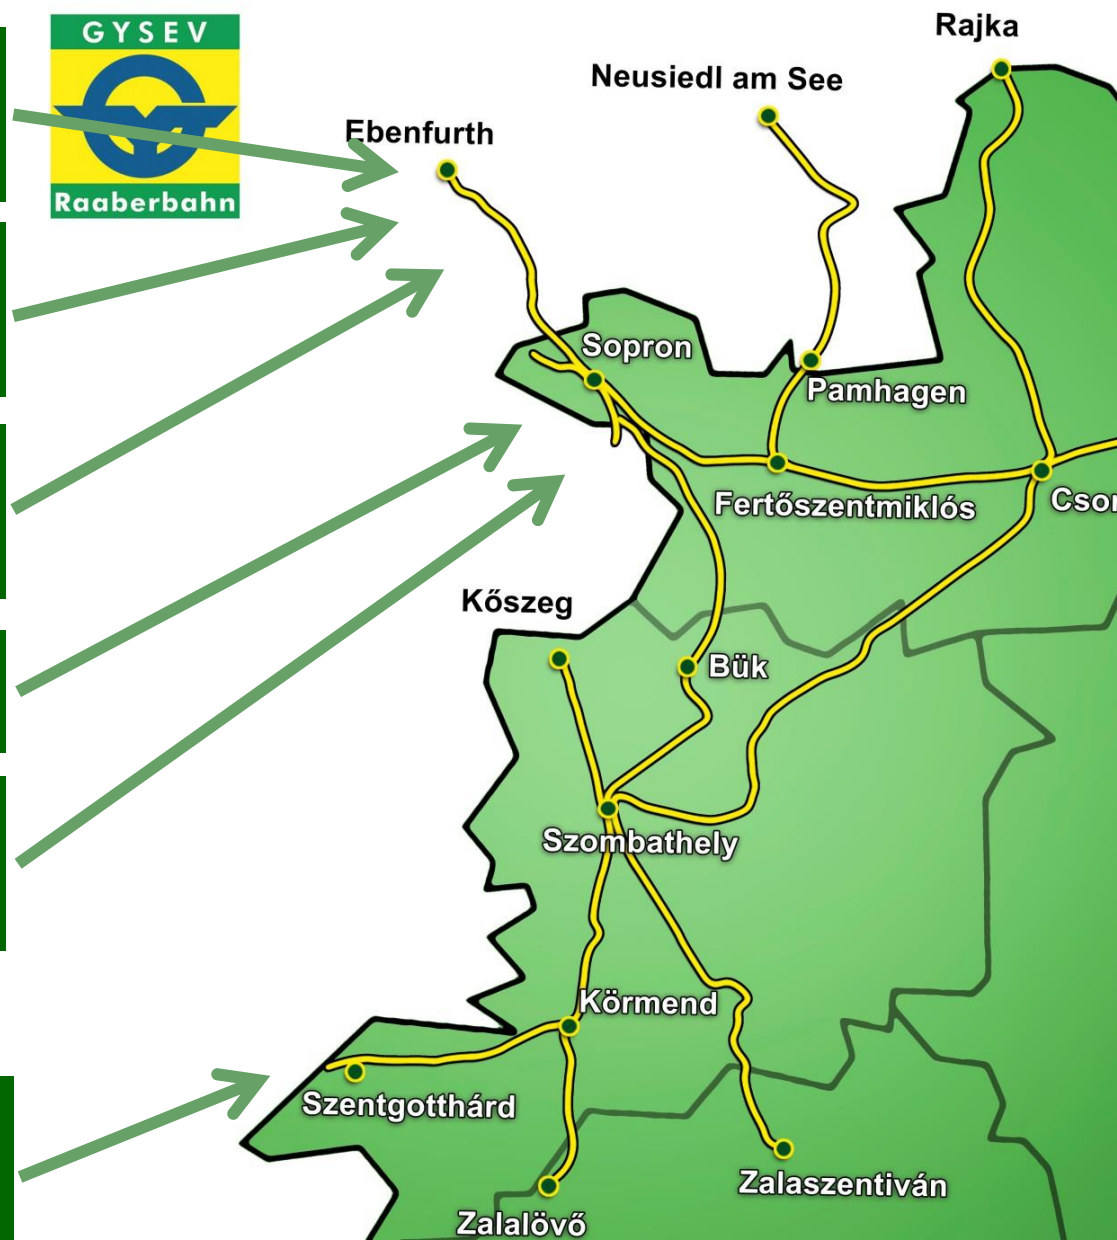 GYSEV
Raaberbahn
Rajka
Neusiedl am See
Ebenfurth
Sopron
Pamhagen
Fertőszentmiklós
Kőszeg
Bük
Szombathely
Körmend
Szentgotthárd
Zalaszentiván
Zalalövő